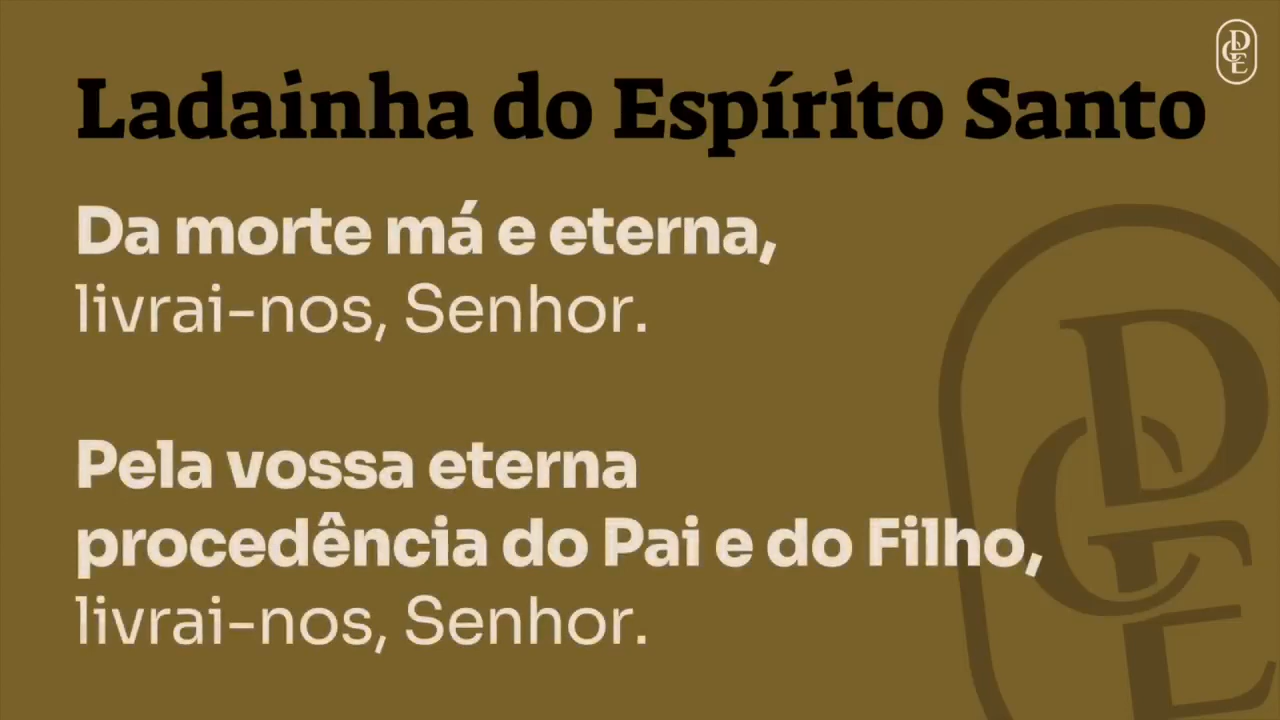 Ladainha do Espírito Santo
Da morte má e eterna,
livrai-nos, Senhor.
Pela vossa eterna
procedência do Pai e do Filho,
livrai-nos, Senhor.